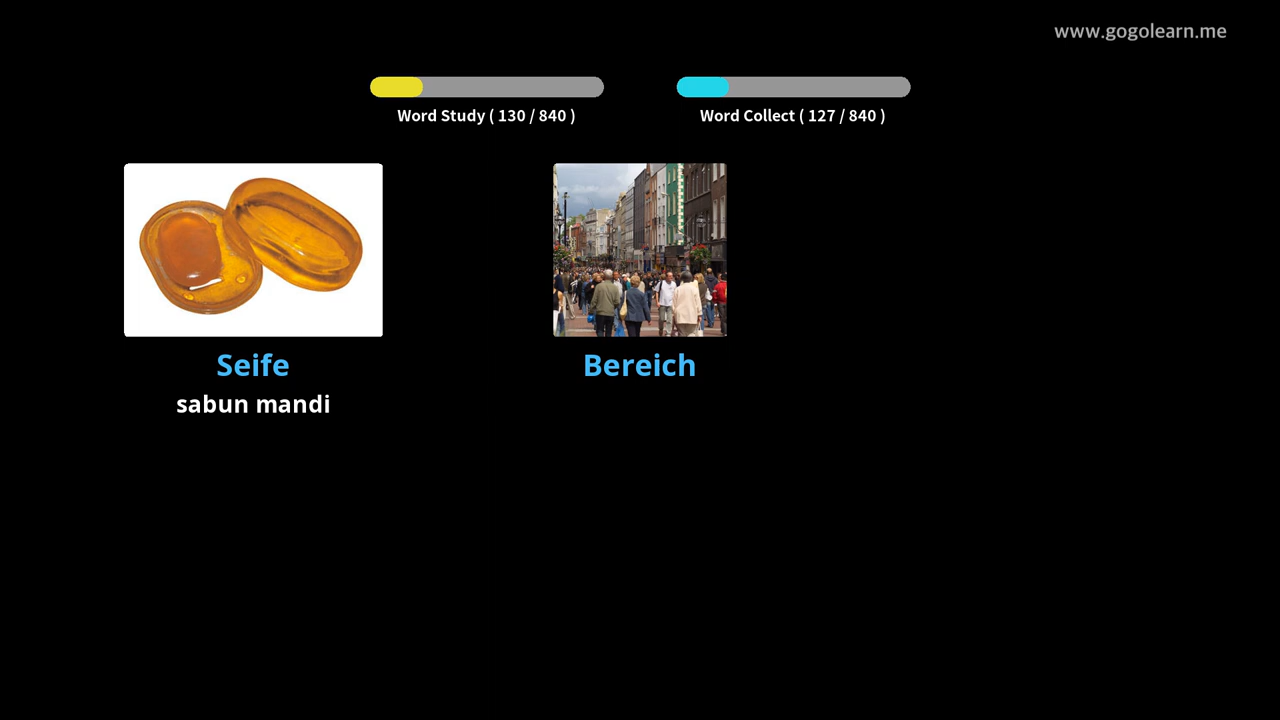 www.gogolearn.me
Word Study ( 130 / 840 )
Word Collect ( 127 / 840 )
Seife
sabun mandi
Bereich